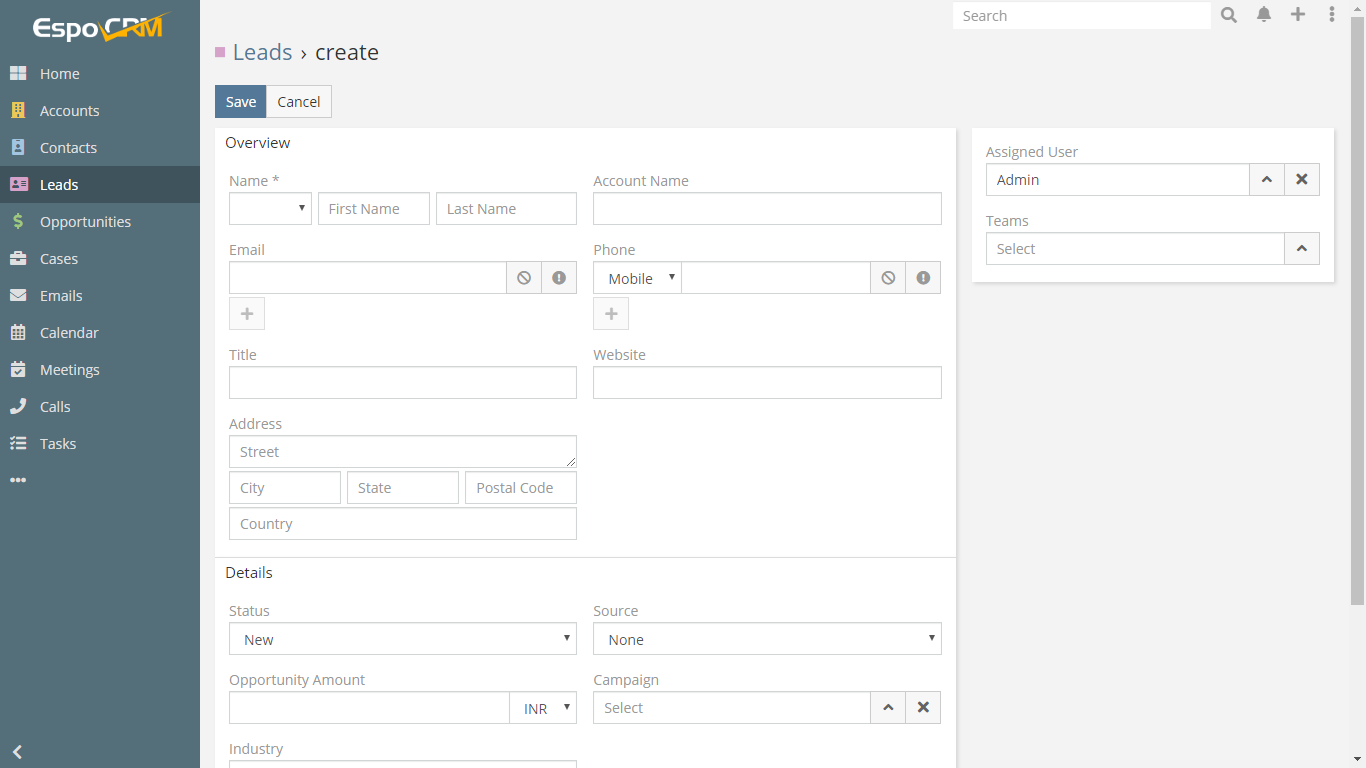 EspoCRM
Home
Accounts
Contacts
Leads
Opportunities
Cases
Emails
Calendar
Meetings
Calls
Tasks
Search
Leads › create
Save Cancel
Overview
Name * Account Name
First Name Last Name
Email Phone
Mobile
Title Website
Address
Street
City State Postal Code
Country
Details
Status Source
New None
Opportunity Amount Campaign
INR Select
Industry
Assigned User
Admin
Teams
Select